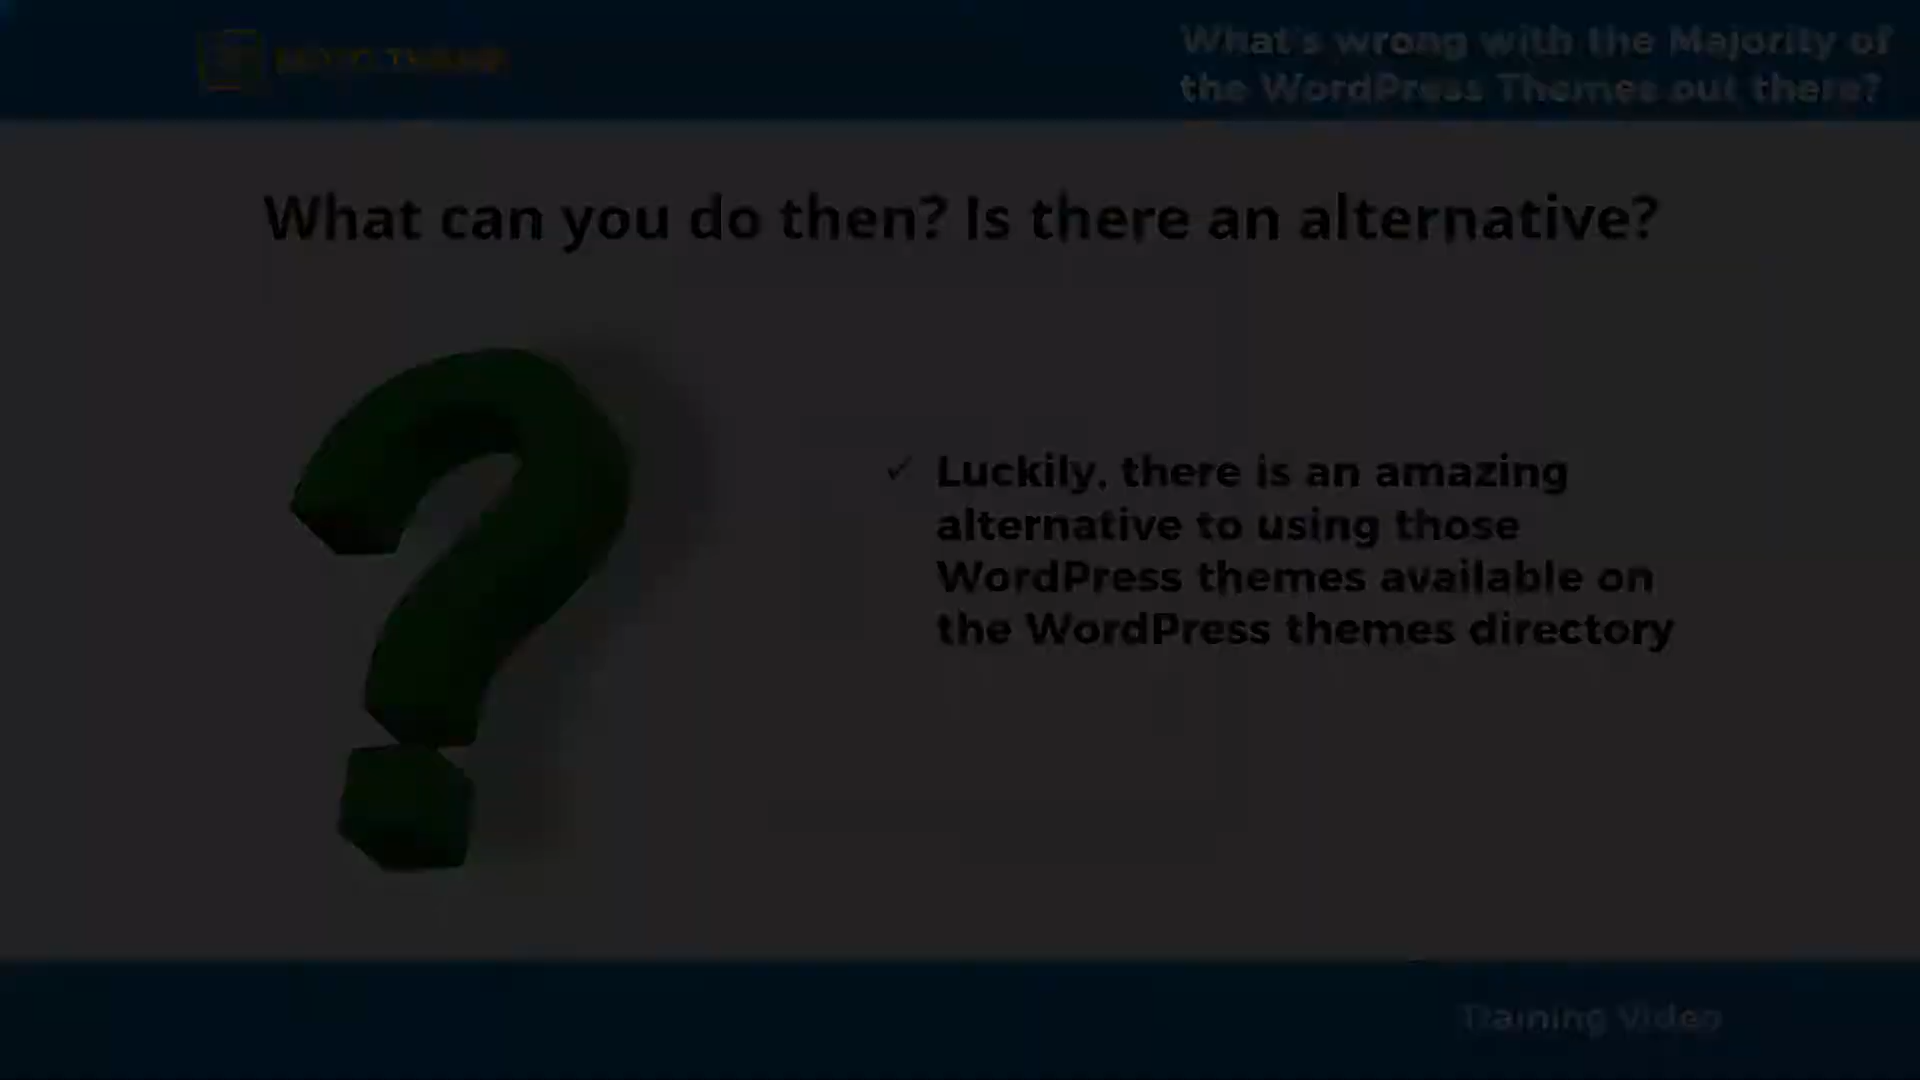 What's wrong with the Majority of
the WordPress Themes out there?
What can you do then? Is there an alternative?
✓ Luckily, there is an amazing
alternative to using those
WordPress themes available on
the WordPress themes directory
Training Video